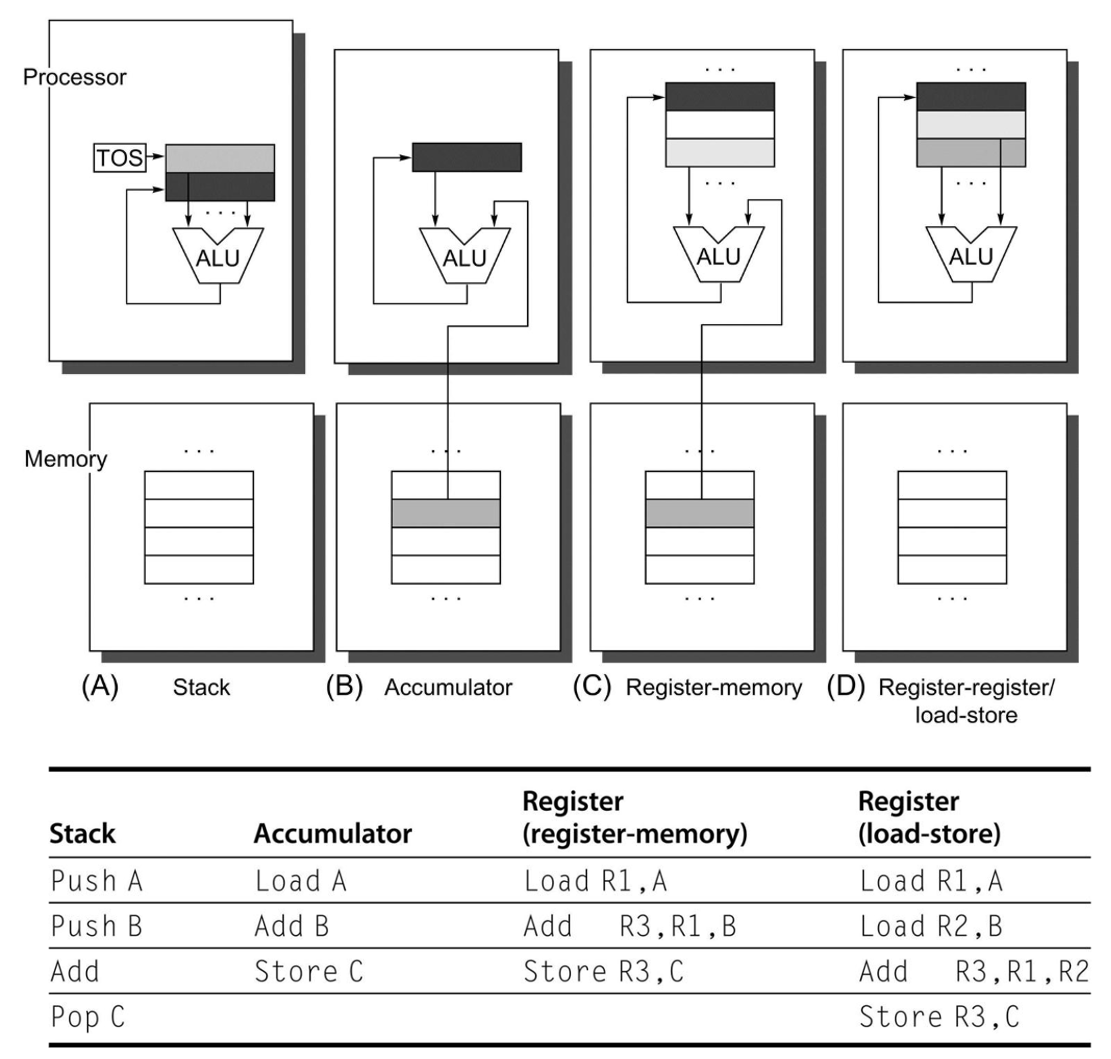 Processor
TOS
. . .
ALU
ALU
. . .
. . .
ALU
. . .
. . .
ALU
Memory
. . .
. . .
. . .
. . .
. . .
. . .
. . .
. . .
(A) Stack
(B) Accumulator
(C) Register-memory
(D) Register-register/
load-store
Stack Accumulator Register (register-memory) Register (load-store)
Push A Load A Load R1,A Load R1,A
Push B Add B Add R3,R1,B Load R2,B
Add Store C Store R3,C Add R3,R1,R2
Pop C Store R3,C